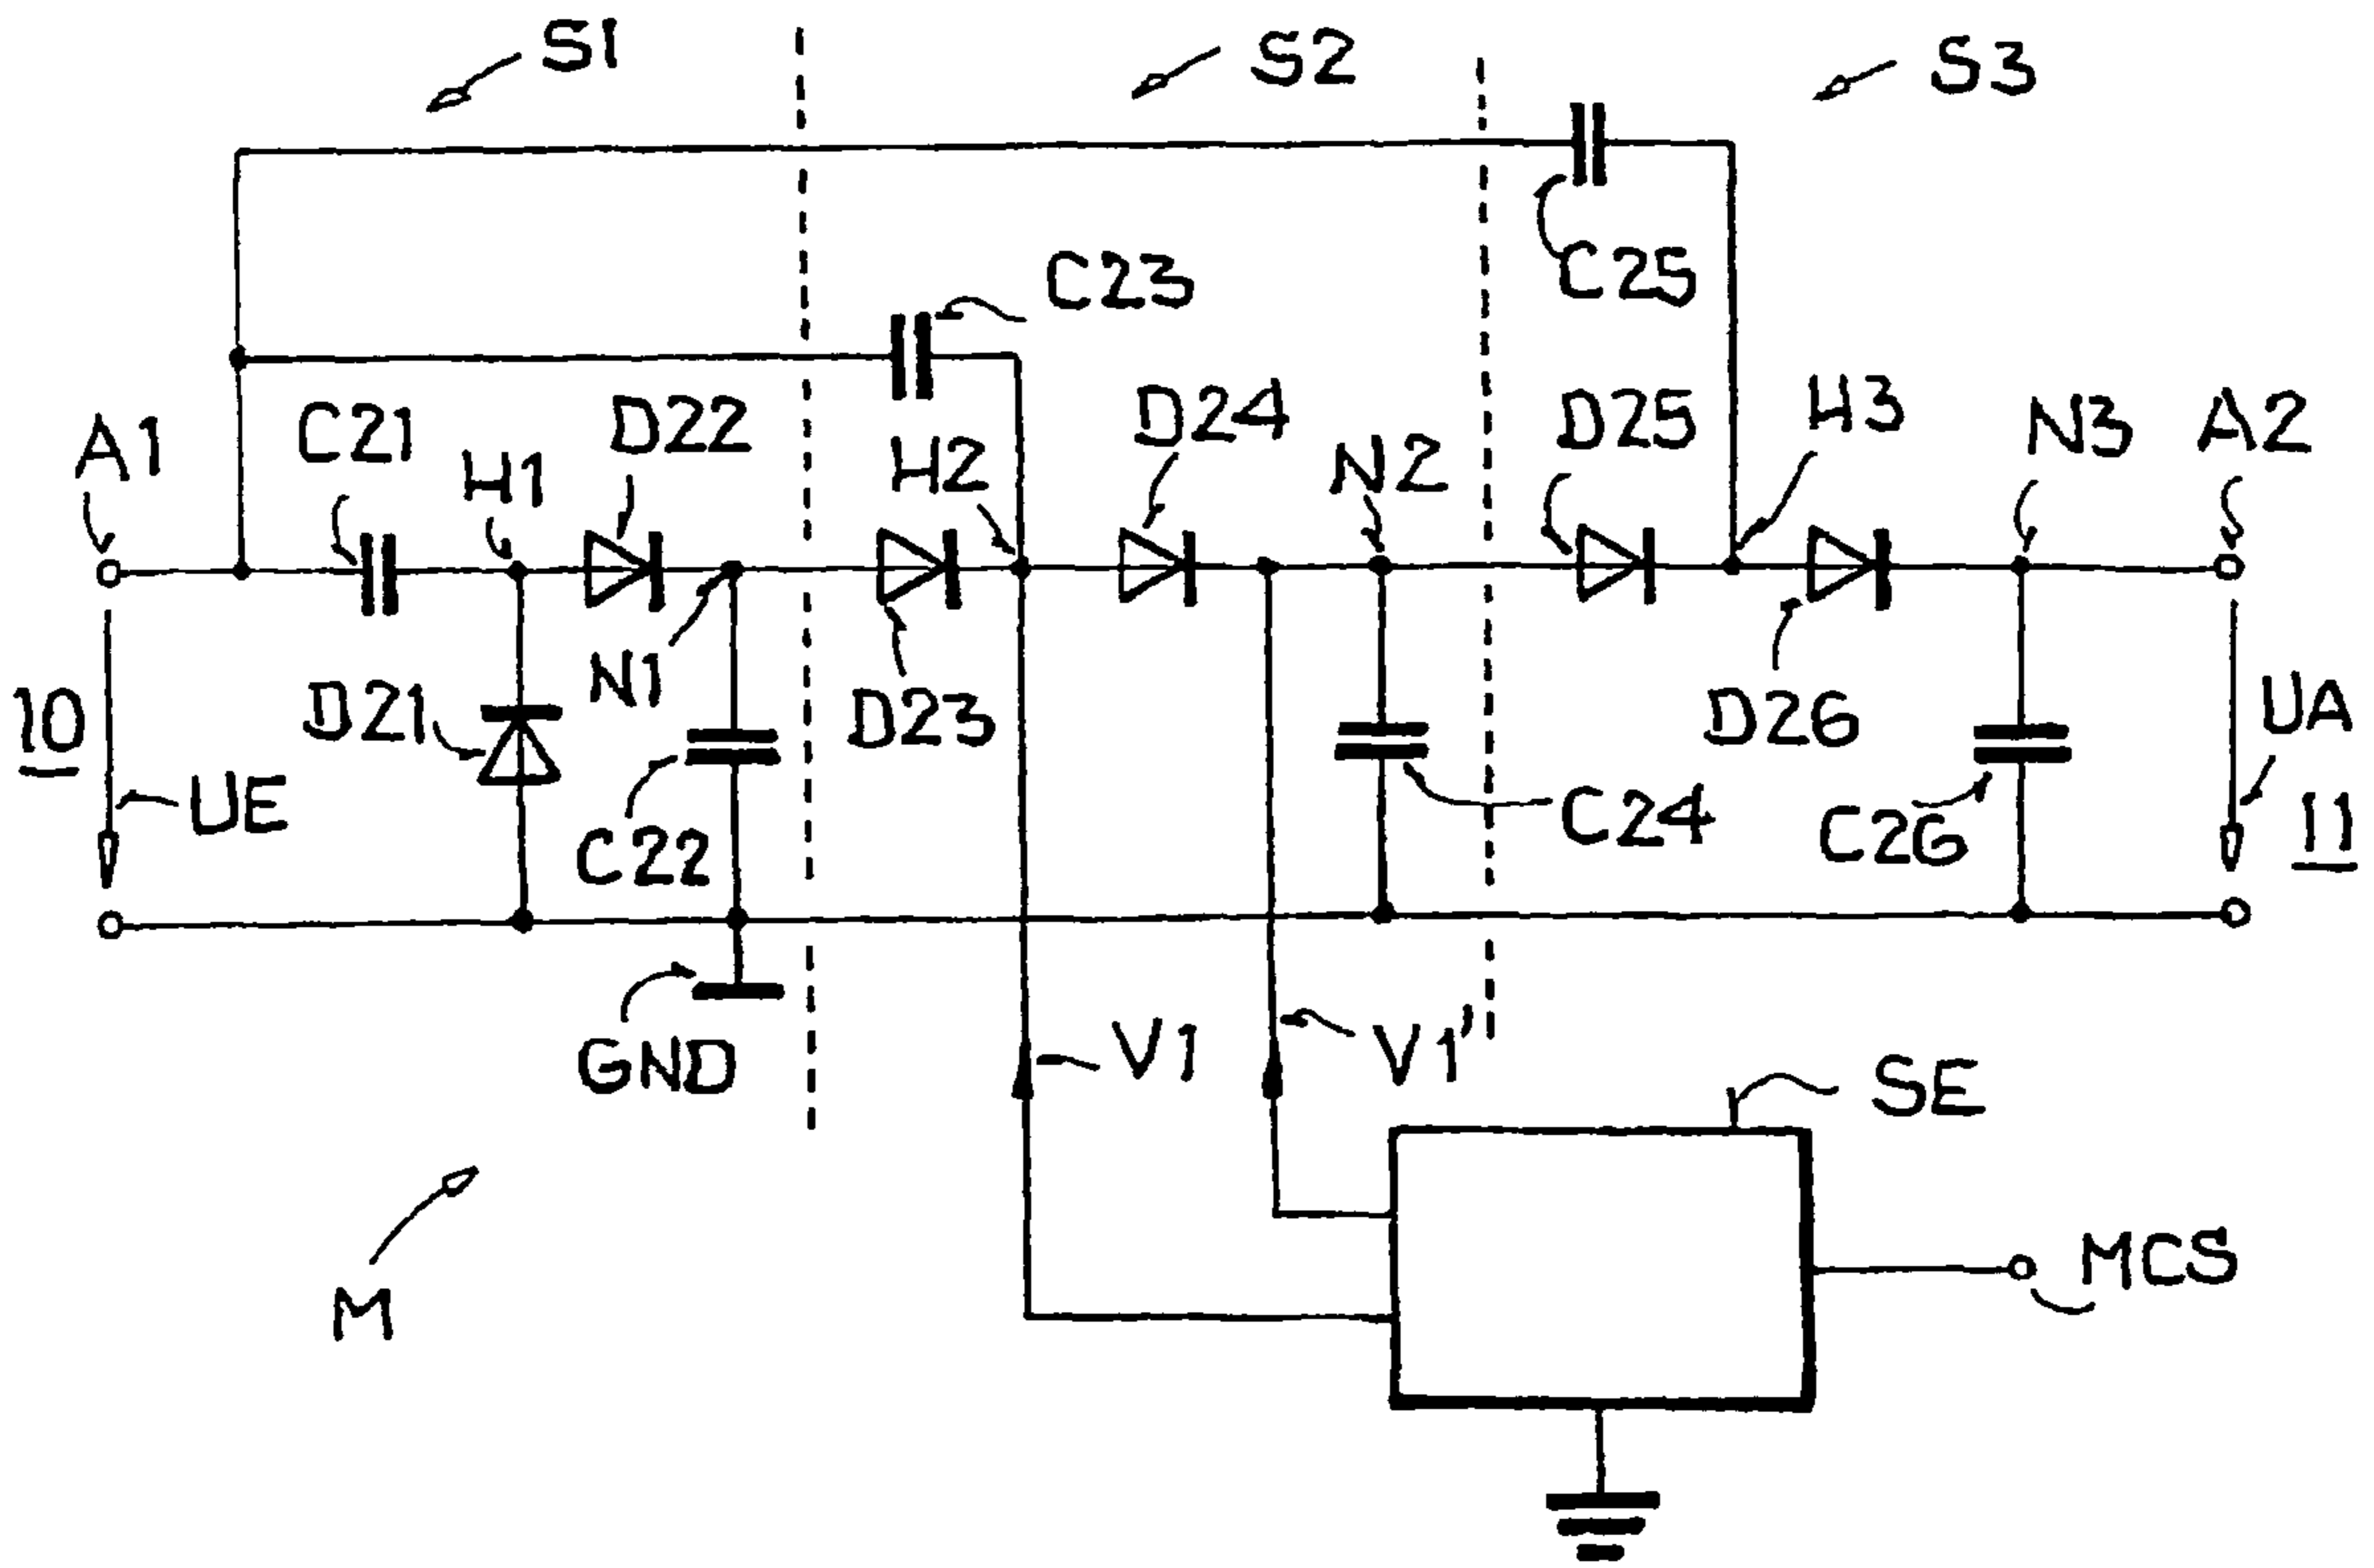 S1
S2
S3
C25
C23
A1
C21
H1
D22
H2
D24
N2
D25
H3
N3
A2
N1
D21
D23
D26
10
UE
UA
C22
C24
C26
11
GND
V1
V1'
SE
M
MCS